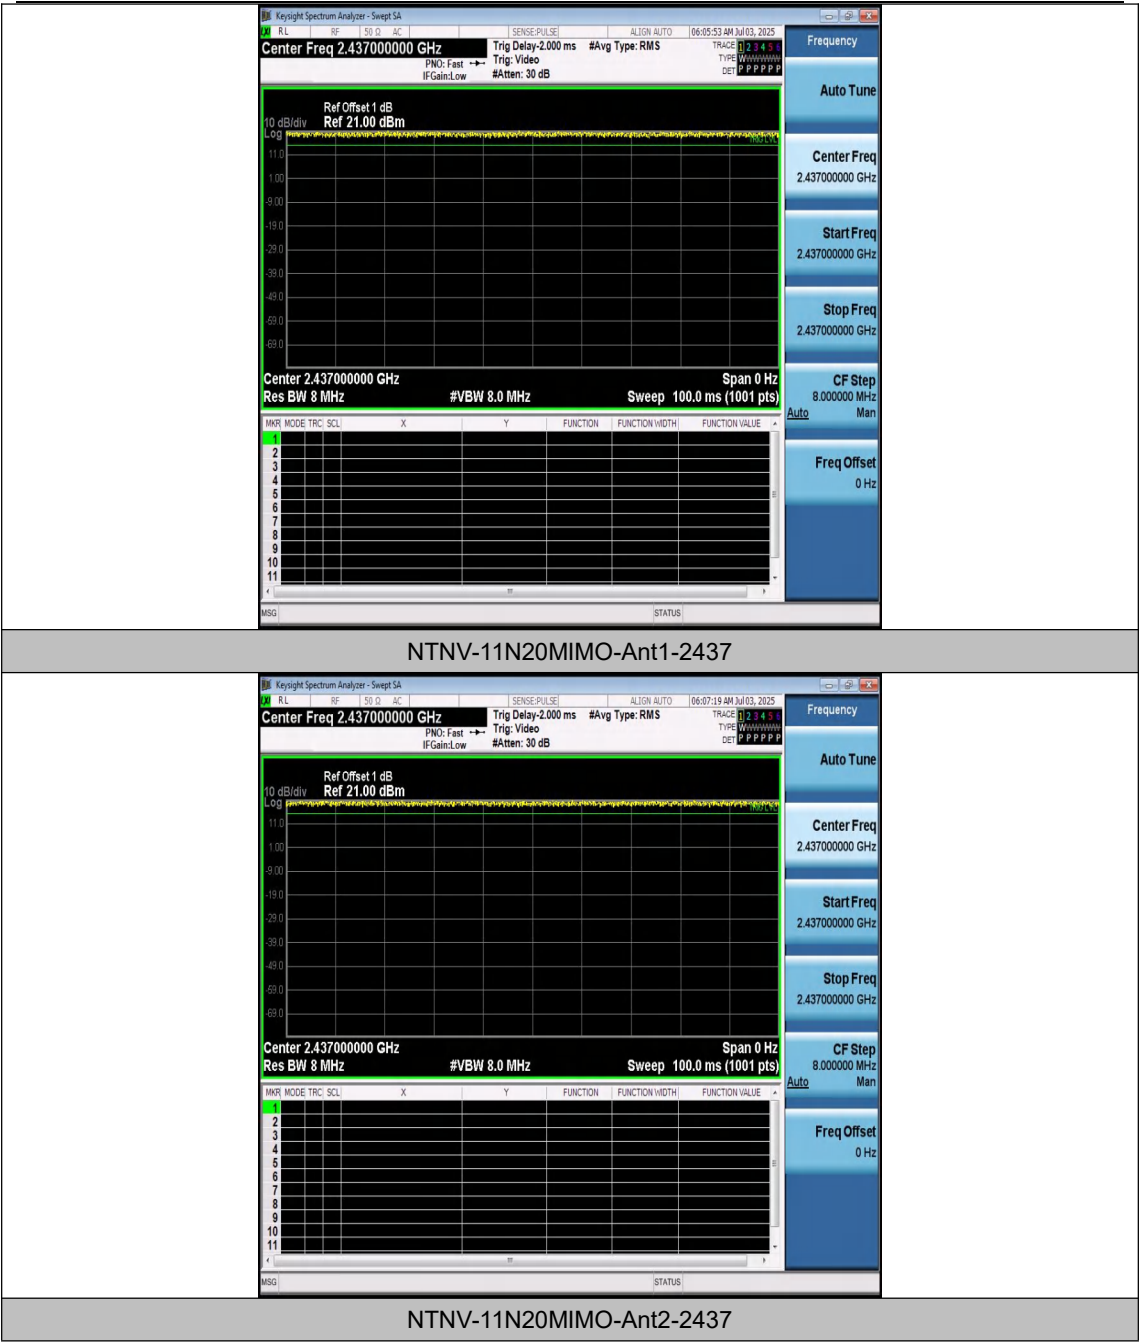 Keysight Spectrum Analyzer - Swept SA
RL RF 50 Ω AC SENSE:PULSE ALIGN AUTO 06:05:53 AM Jul 03, 2025
Center Freq 2.437000000 GHz
PNO: Fast
IFGain:Low
Trig Delay-2.000 ms
Trig: Video
#Atten: 30 dB
#Avg Type: RMS
TRACE 1 2 3 4 5 6
TYPE WWWWWW
DET P P P P P P
Ref Offset 1 dB
10 dB/div Ref 21.00 dBm
Log
TRIG LVL
11.0
1.00
-9.00
-19.0
-29.0
-39.0
-49.0
-59.0
-69.0
Center 2.437000000 GHz Span 0 Hz
Res BW 8 MHz #VBW 8.0 MHz Sweep 100.0 ms (1001 pts)
MKR MODE TRC SCL X Y FUNCTION FUNCTION WIDTH FUNCTION VALUE
1
2
3
4
5
6
7
8
9
10
11
MSG STATUS
Frequency
Auto Tune
Center Freq
2.437000000 GHz
Start Freq
2.437000000 GHz
Stop Freq
2.437000000 GHz
CF Step
8.000000 MHz
Auto Man
Freq Offset
0 Hz
NTNV-11N20MIMO-Ant1-2437
Keysight Spectrum Analyzer - Swept SA
RL RF 50 Ω AC SENSE:PULSE ALIGN AUTO 06:07:19 AM Jul 03, 2025
Center Freq 2.437000000 GHz
PNO: Fast
IFGain:Low
Trig Delay-2.000 ms
Trig: Video
#Atten: 30 dB
#Avg Type: RMS
TRACE 1 2 3 4 5 6
TYPE WWWWWW
DET P P P P P P
Ref Offset 1 dB
10 dB/div Ref 21.00 dBm
Log
TRIG LVL
11.0
1.00
-9.00
-19.0
-29.0
-39.0
-49.0
-59.0
-69.0
Center 2.437000000 GHz Span 0 Hz
Res BW 8 MHz #VBW 8.0 MHz Sweep 100.0 ms (1001 pts)
MKR MODE TRC SCL X Y FUNCTION FUNCTION WIDTH FUNCTION VALUE
1
2
3
4
5
6
7
8
9
10
11
MSG STATUS
Frequency
Auto Tune
Center Freq
2.437000000 GHz
Start Freq
2.437000000 GHz
Stop Freq
2.437000000 GHz
CF Step
8.000000 MHz
Auto Man
Freq Offset
0 Hz
NTNV-11N20MIMO-Ant2-2437